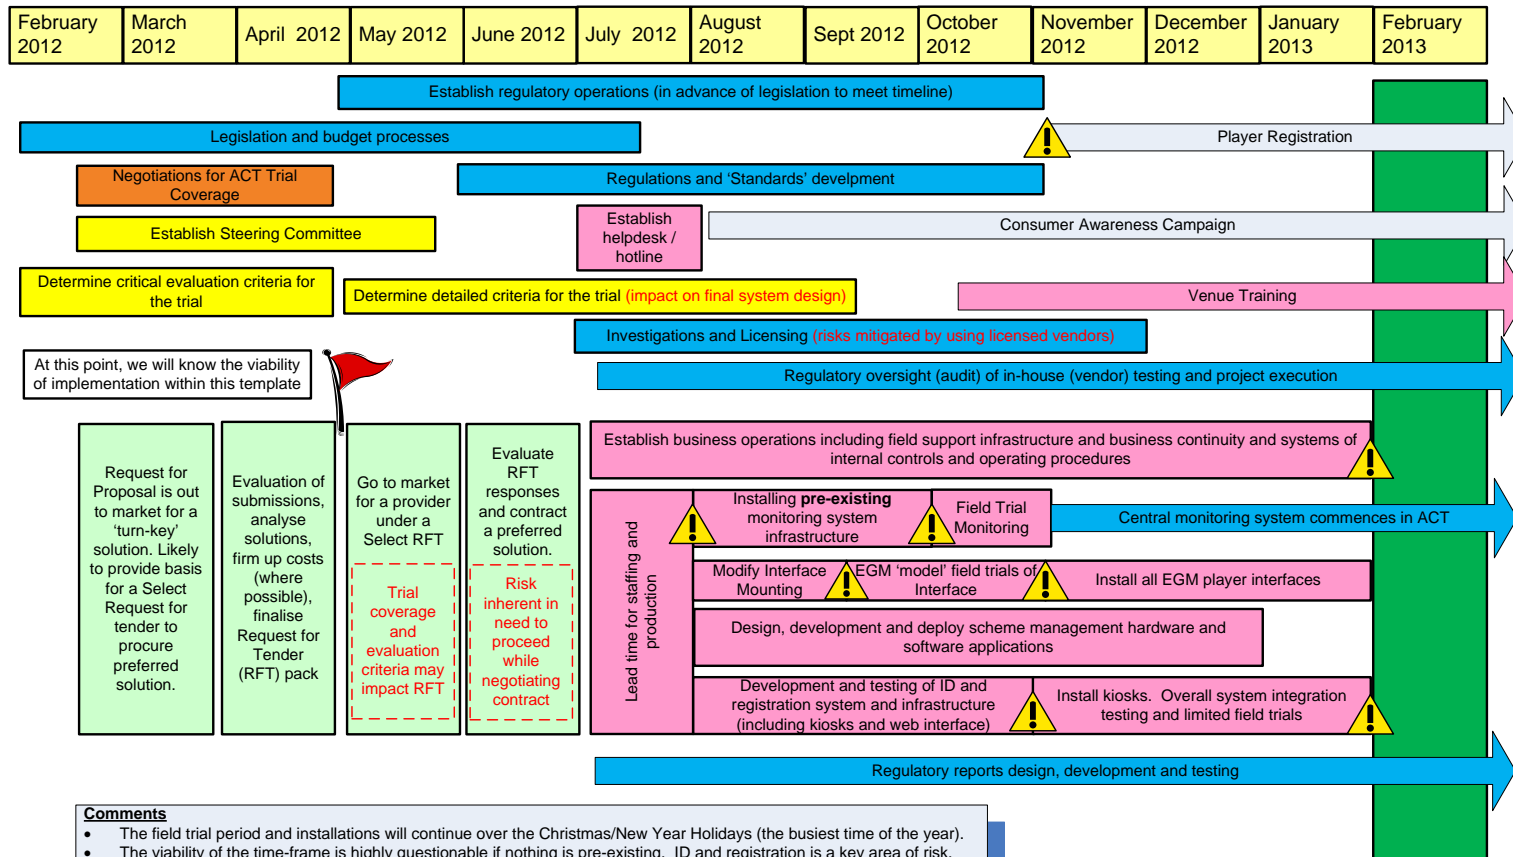 February 2012
March 2012
April 2012
May 2012
June 2012
July 2012
August 2012
Sept 2012
October 2012
November 2012
December 2012
January 2013
February 2013
Establish regulatory operations (in advance of legislation to meet timeline)
Legislation and budget processes
Player Registration
Negotiations for ACT Trial
Coverage
Regulations and ‘Standards’ develpment
Establish Steering Committee
Establish
helpdesk /
hotline
Consumer Awareness Campaign
Determine critical evaluation criteria for
the trial
Determine detailed criteria for the trial (impact on final system design)
Venue Training
Investigations and Licensing (risks mitigated by using licensed vendors)
At this point, we will know the viability
of implementation within this template
Regulatory oversight (audit) of in-house (vendor) testing and project execution
Request for
Proposal is out
to market for a
‘turn-key’
solution. Likely
to provide basis
for a Select
Request for
tender to
procure
preferred
solution.
Evaluation of
submissions,
analyse
solutions,
firm up costs
(where
possible),
finalise
Request for
Tender
(RFT) pack
Go to market
for a provider
under a
Select RFT
Trial
coverage
and
evaluation
criteria may
impact RFT
Evaluate
RFT
responses
and contract
a preferred
solution.
Risk
inherent in
need to
proceed
while
negotiating
contract
Establish business operations including field support infrastructure and business continuity and systems of
internal controls and operating procedures
Lead time for staffing and
production
Installing pre-existing
monitoring system
infrastructure
Field Trial
Monitoring
Central monitoring system commences in ACT
Modify Interface
Mounting
EGM ‘model’ field trials of
Interface
Install all EGM player interfaces
Design, development and deploy scheme management hardware and
software applications
Development and testing of ID and
registration system and infrastructure
(including kiosks and web interface)
Install kiosks. Overall system integration
testing and limited field trials
Regulatory reports design, development and testing
Comments
• The field trial period and installations will continue over the Christmas/New Year Holidays (the busiest time of the year).
• The viability of the time-frame is highly questionable if nothing is pre-existing. ID and registration is a key area of risk.